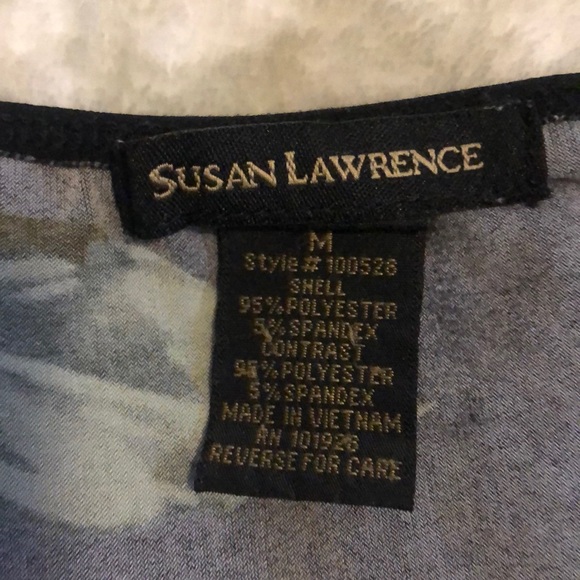 SUSAN LAWRENCE
M
Style # 100528
SHELL
95% POLYESTER
5% SPANDEX
CONTRAST
95% POLYESTER
5% SPANDEX
MADE IN VIETNAM
RN 101926
REVERSE FOR CARE